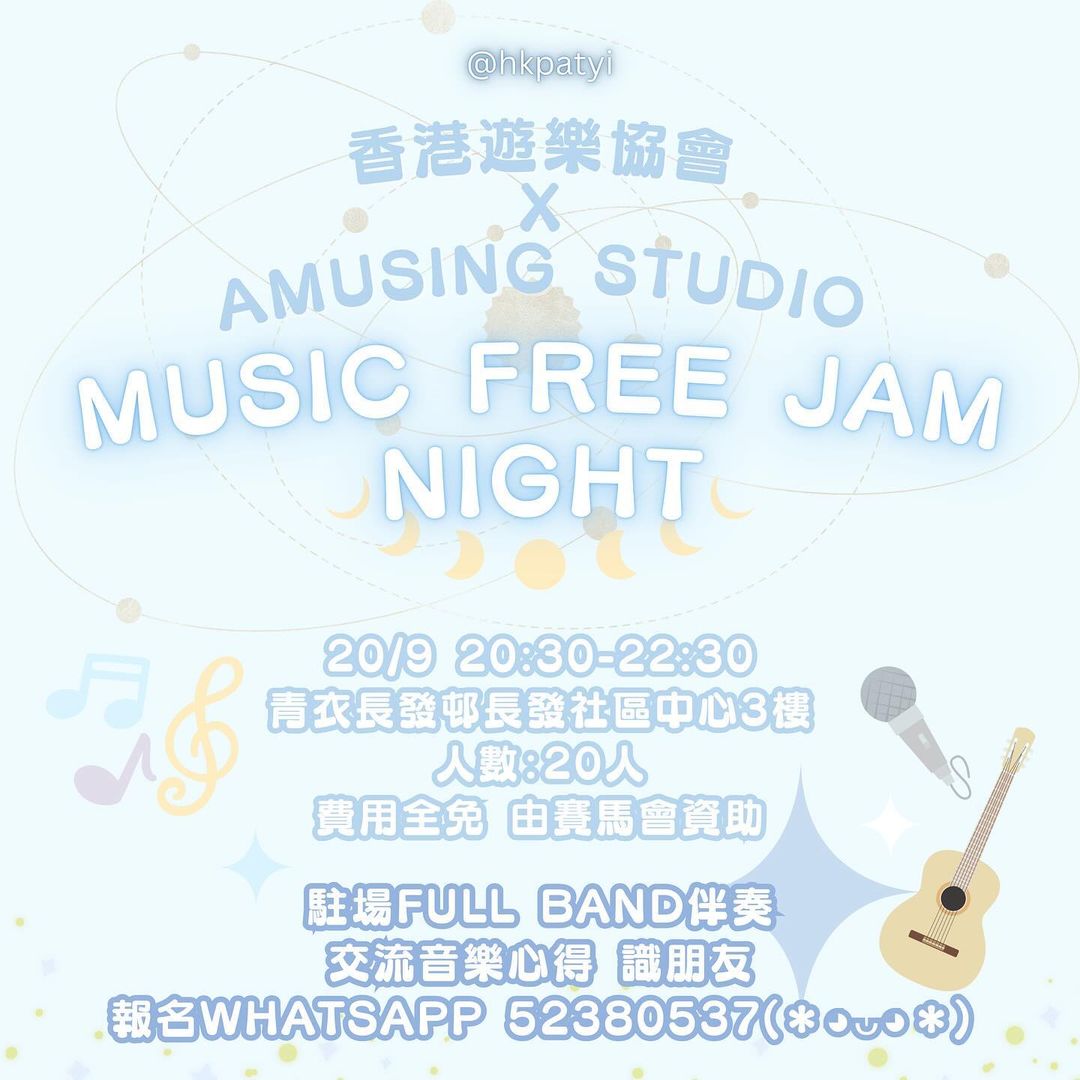 @hkpatyi
香港遊樂協會
X
AMUSING STUDIO
MUSIC FREE JAM
NIGHT
20/9 20:30-22:30
青衣長發邨長發社區中心3樓
人數:20人
費用全免 由賽馬會資助
駐場FULL BAND伴奏
交流音樂心得 識朋友
報名WHATSAPP 52380537(✻◕‿◕✻)